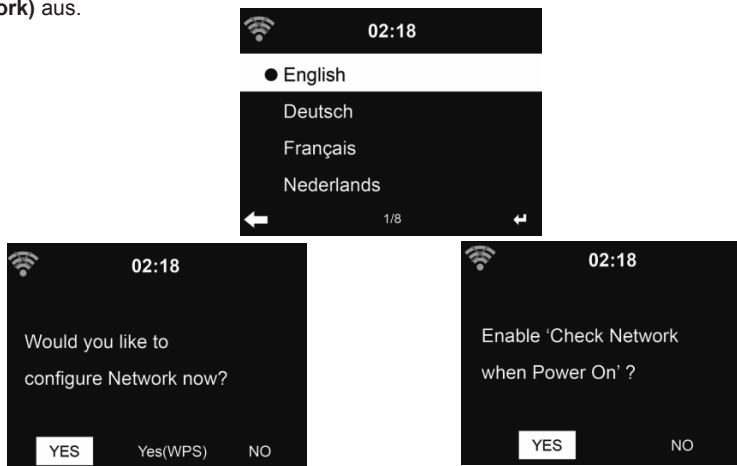 ork) aus.
02:18
English
Deutsch
Français
Nederlands
1/8
02:18
Would you like to
configure Network now?
YES Yes(WPS) NO
02:18
Enable ‘Check Network
when Power On’ ?
YES NO